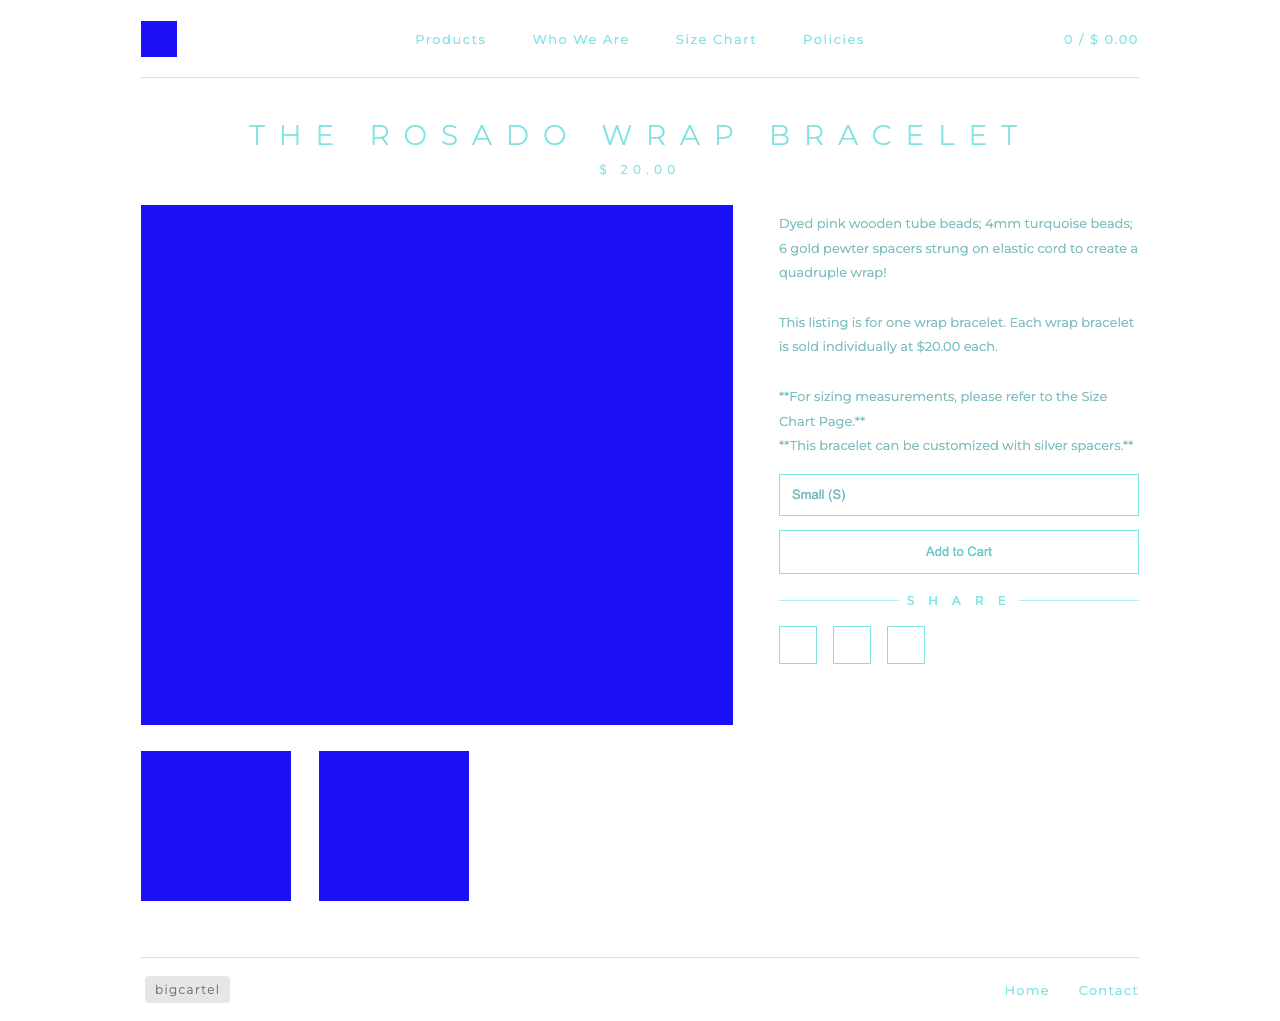 Products
Who We Are
Size Chart
Policies
0 / $ 0.00
THE ROSADO WRAP BRACELET
$ 20.00
Dyed pink wooden tube beads; 4mm turquoise beads;
6 gold pewter spacers strung on elastic cord to create a
quadruple wrap!
This listing is for one wrap bracelet. Each wrap bracelet
is sold individually at $20.00 each.
**For sizing measurements, please refer to the Size
Chart Page.**
**This bracelet can be customized with silver spacers.**
Small (S)
Add to Cart
SHARE
bigcartel
Home
Contact